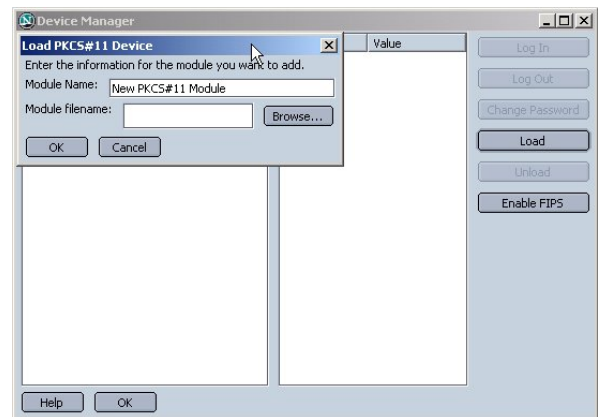 Device Manager
Load PKCS#11 Device
Enter the information for the module you want to add.
Module Name: New PKCS#11 Module
Module filename: Browse...
OK Cancel
Value
Log In
Log Out
Change Password
Load
Unload
Enable FIPS
Help OK